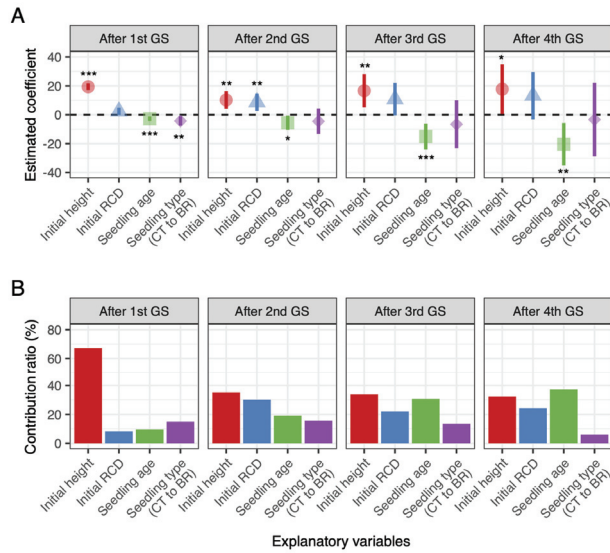 A
After 1st GS After 2nd GS After 3rd GS After 4th GS
Estimated coefficient
40
20
0
-20
-40
*** *** ** ** ** * ** *** * **
Initial height Initial RCD Seedling age Seedling type (CT to BR) Initial height Initial RCD Seedling age Seedling type (CT to BR) Initial height Initial RCD Seedling age Seedling type (CT to BR) Initial height Initial RCD Seedling age Seedling type (CT to BR)
B
After 1st GS After 2nd GS After 3rd GS After 4th GS
Contribution ratio (%)
80
60
40
20
0
Initial height Initial RCD Seedling age Seedling type (CT to BR) Initial height Initial RCD Seedling age Seedling type (CT to BR) Initial height Initial RCD Seedling age Seedling type (CT to BR) Initial height Initial RCD Seedling age Seedling type (CT to BR)
Explanatory variables